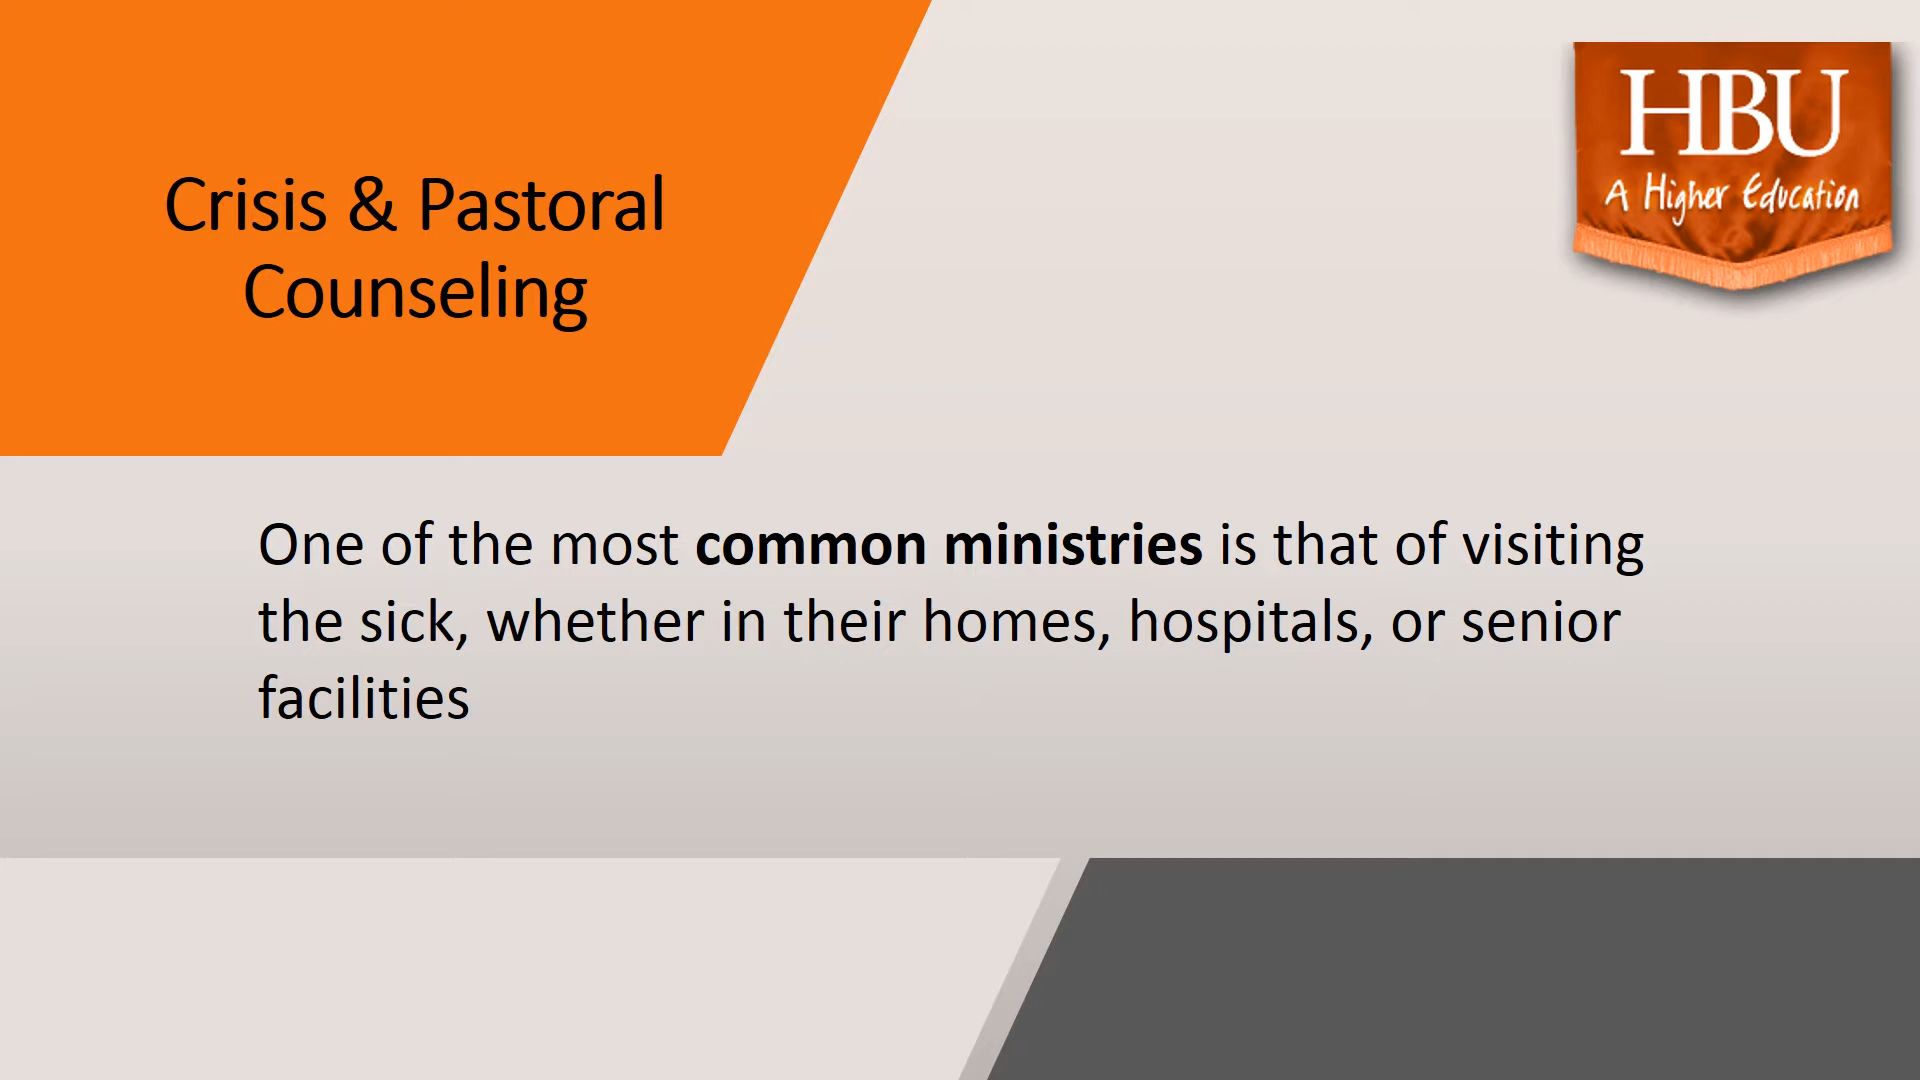 Crisis & Pastoral
Counseling
HBU
A Higher Education
One of the most common ministries is that of visiting
the sick, whether in their homes, hospitals, or senior
facilities